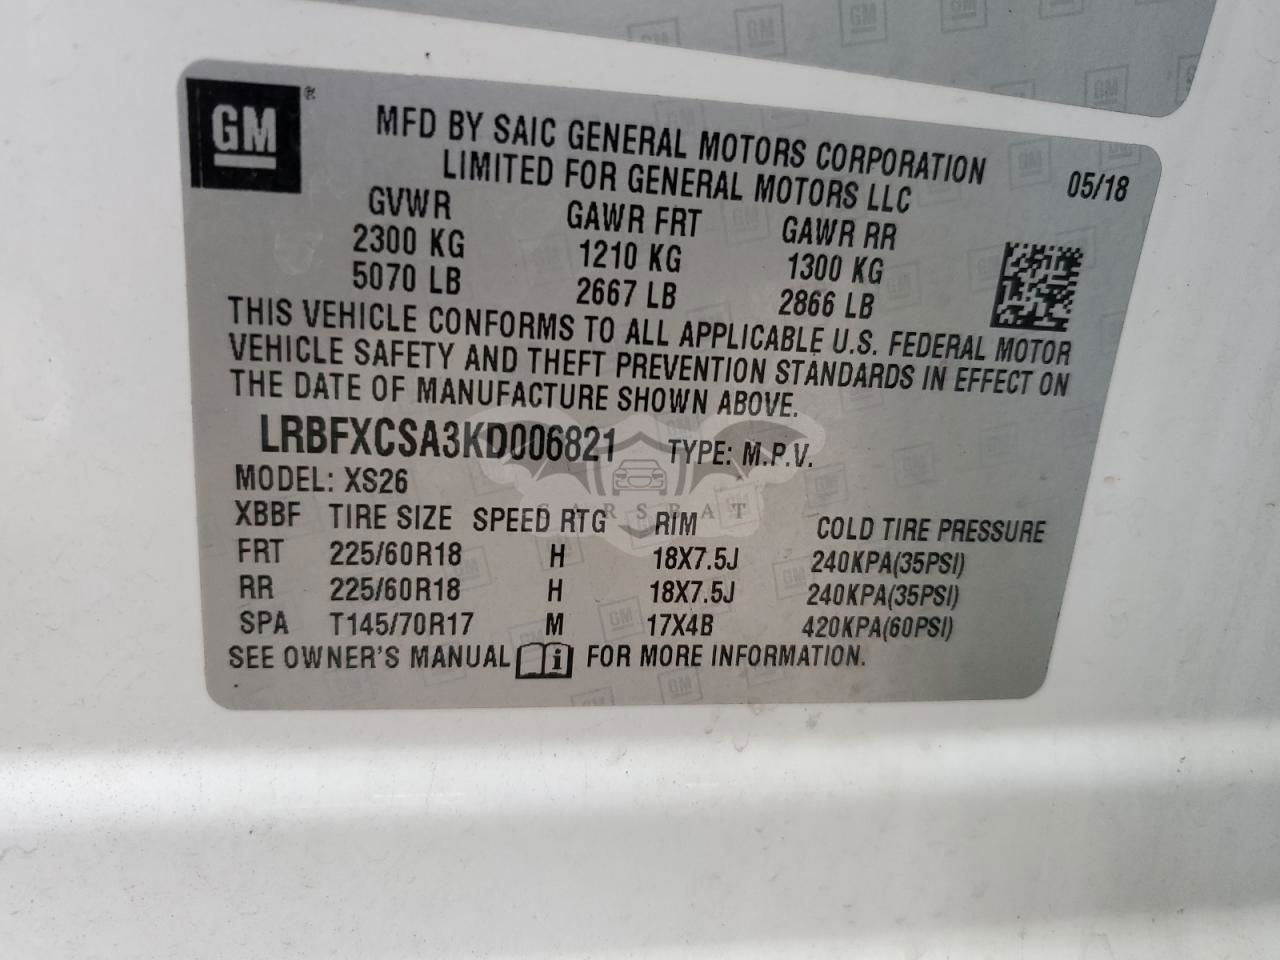 GM
MFD BY SAIC GENERAL MOTORS CORPORATION
LIMITED FOR GENERAL MOTORS LLC
05/18
GVWR GAWR FRT GAWR RR
2300 KG 1210 KG 1300 KG
5070 LB 2667 LB 2866 LB
THIS VEHICLE CONFORMS TO ALL APPLICABLE U.S. FEDERAL MOTOR
VEHICLE SAFETY AND THEFT PREVENTION STANDARDS IN EFFECT ON
THE DATE OF MANUFACTURE SHOWN ABOVE.
LRBFXCSA3KD006821 TYPE: M.P.V.
MODEL: XS26
XBBF TIRE SIZE SPEED RTG RIM COLD TIRE PRESSURE
FRT 225/60R18 H 18X7.5J 240KPA(35PSI)
RR 225/60R18 H 18X7.5J 240KPA(35PSI)
SPA T145/70R17 M 17X4B 420KPA(60PSI)
SEE OWNER'S MANUAL i FOR MORE INFORMATION.